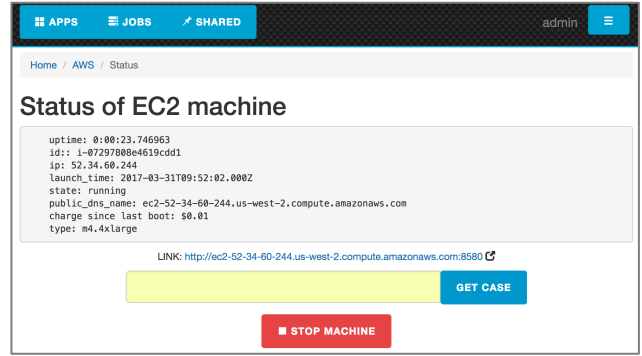 APPS JOBS SHARED admin
Home / AWS / Status
Status of EC2 machine
uptime: 0:00:23.746963
id:: i-07297808e4619cdd1
ip: 52.34.60.244
launch_time: 2017-03-31T09:52:02.000Z
state: running
public_dns_name: ec2-52-34-60-244.us-west-2.compute.amazonaws.com
charge since last boot: $0.01
type: m4.4xlarge
LINK: http://ec2-52-34-60-244.us-west-2.compute.amazonaws.com:8580
GET CASE
STOP MACHINE